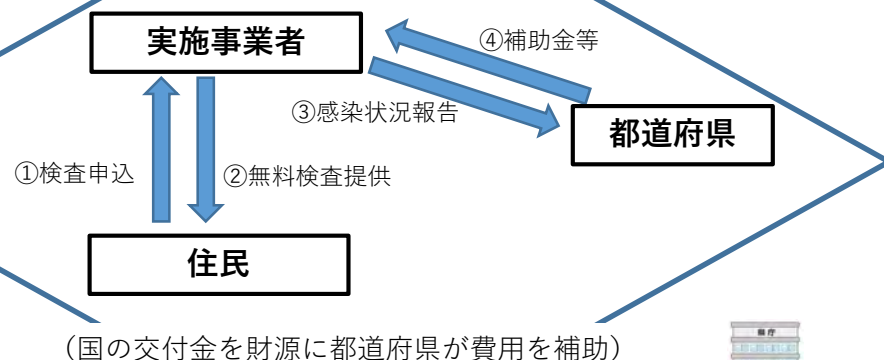 実施事業者
④補助金等
③感染状況報告
都道府県
①検査申込
②無料検査提供
住民
（国の交付金を財源に都道府県が費用を補助）
県庁